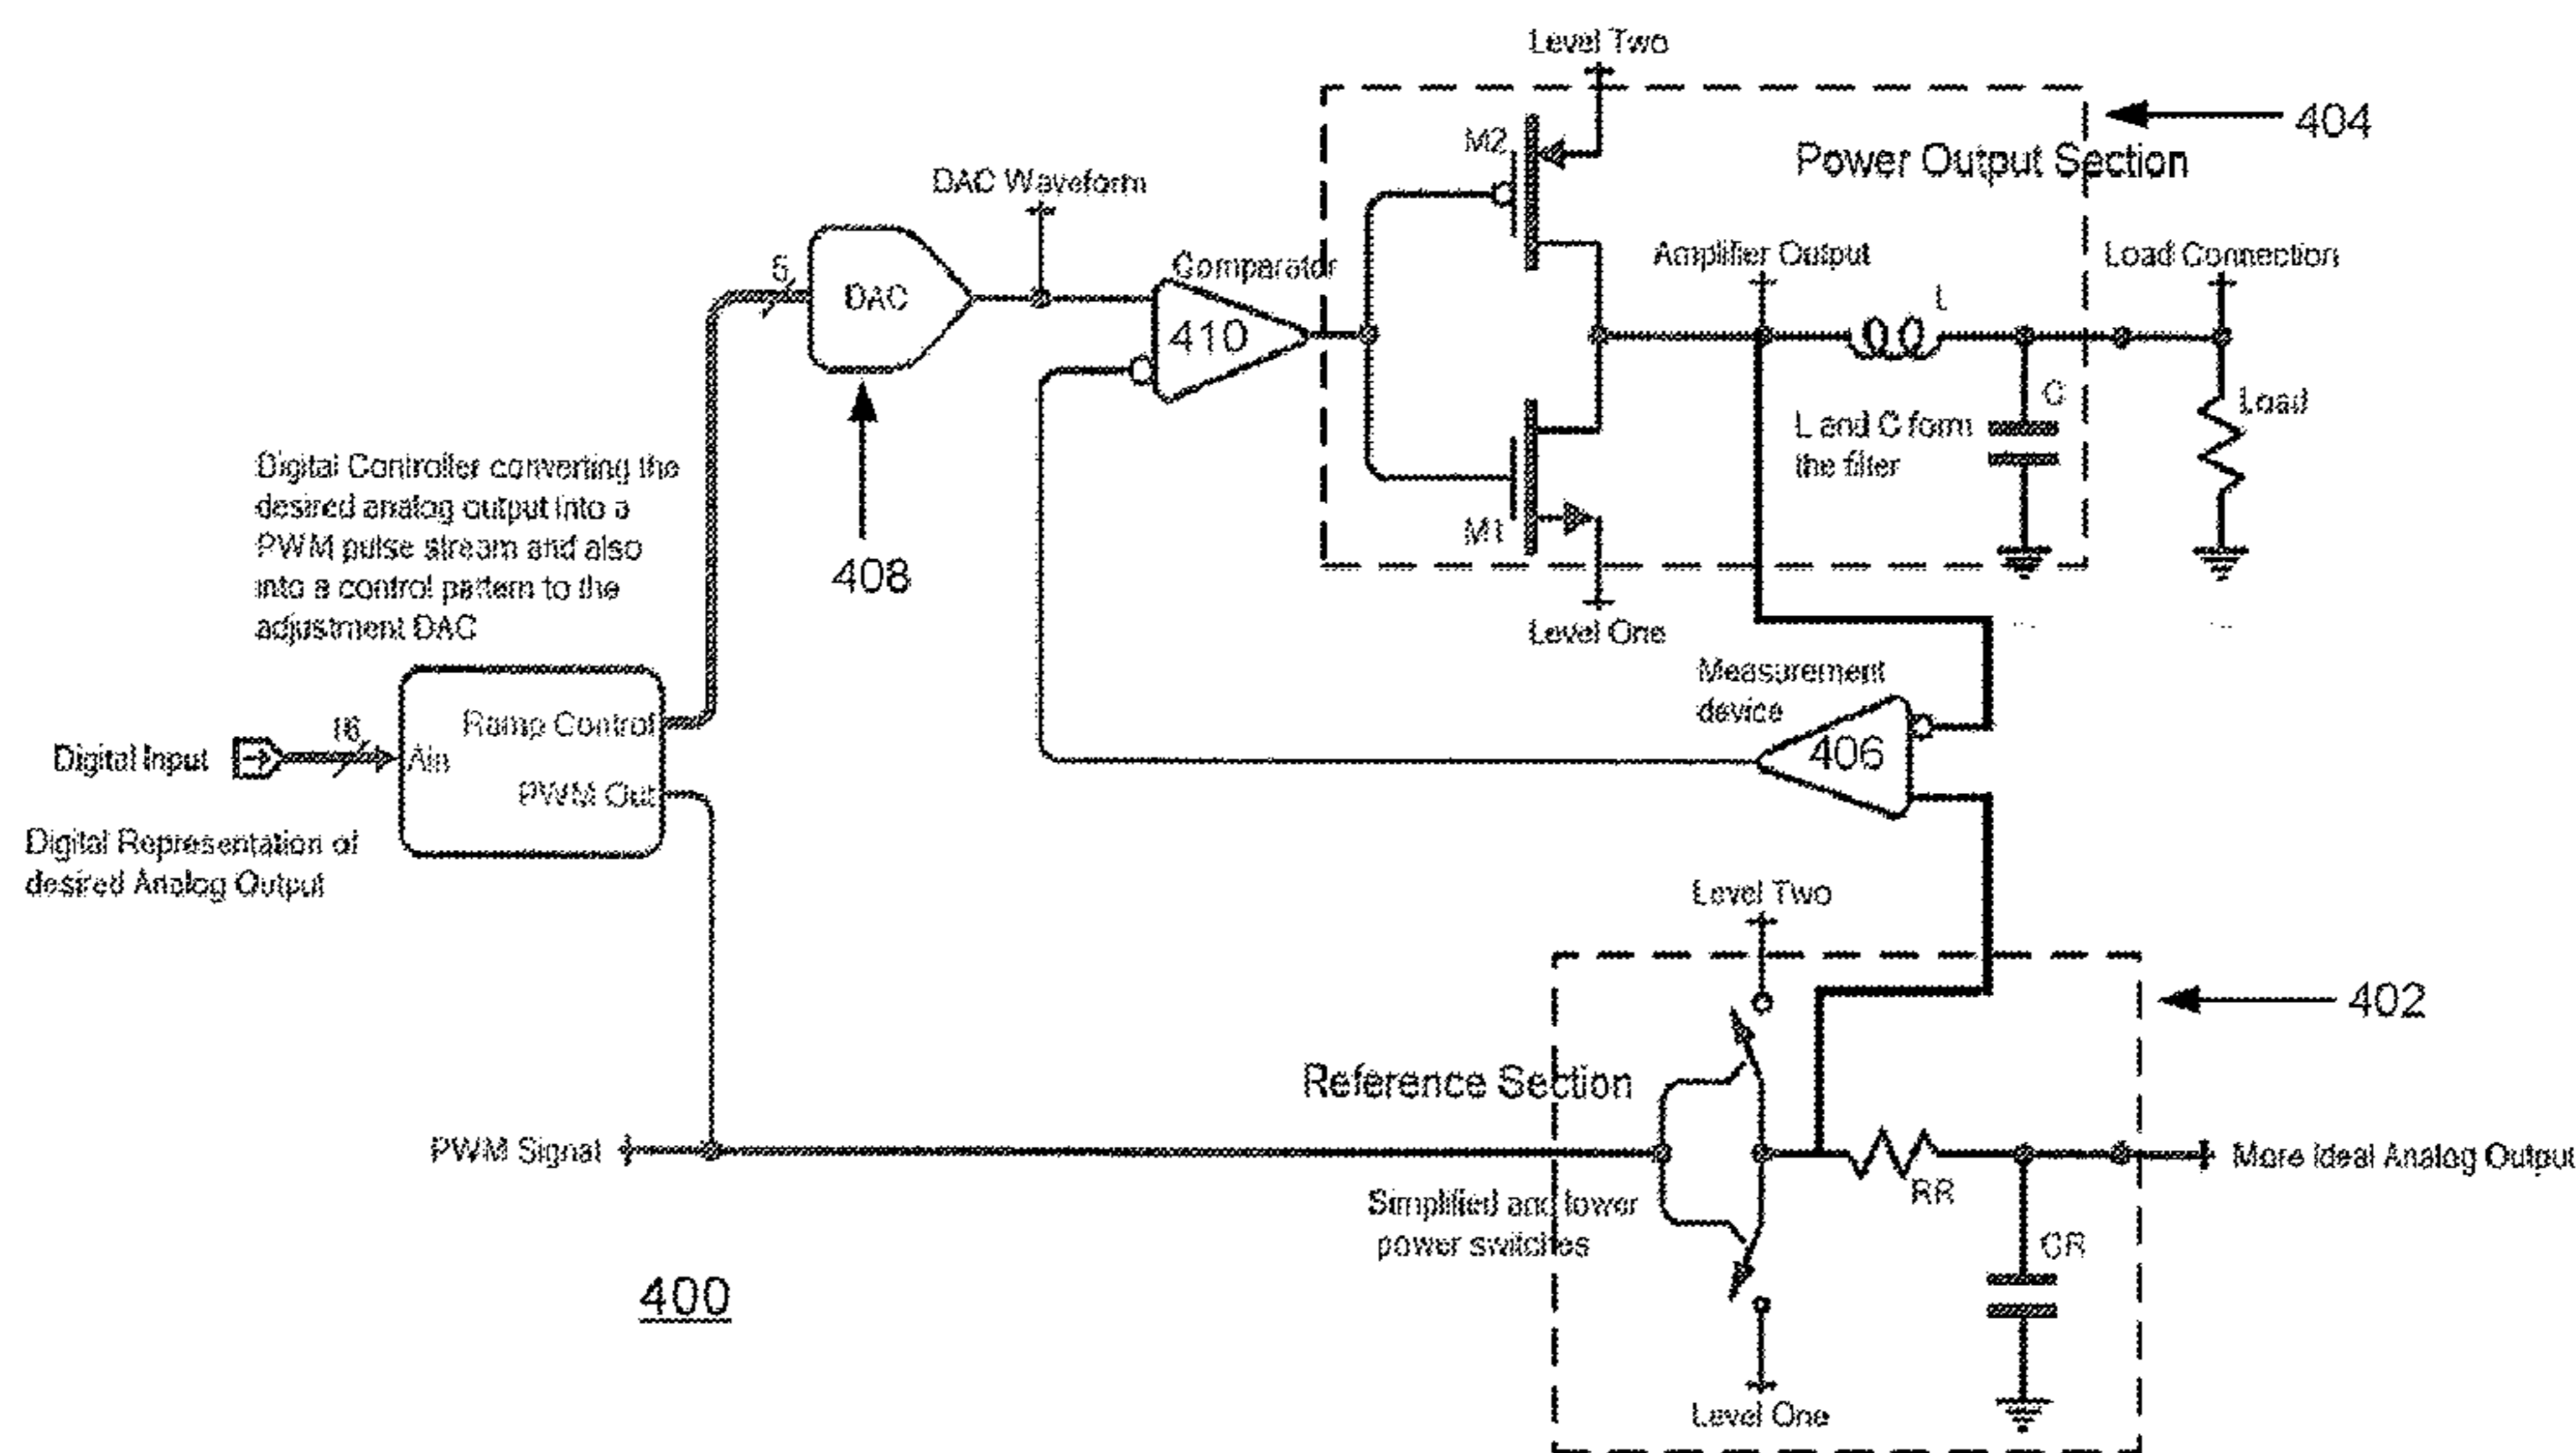 Level Two
404
M2
Power Output Section
DAC Waveform
Amplifier Output
Load Connection
Comparator
DAC
410
L
C
Load
L and C form
the filter
408
M1
Level One
Digital Controller converting the
desired analog output into a
PWM pulse stream and also
into a control pattern to the
adjustment DAC
Measurement
device
406
Ramp Control
16
Digital Input
Ain
PWM Out
Digital Representation of
desired Analog Output
Level Two
402
Reference Section
PWM Signal
More Ideal Analog Output
RR
Simplified and lower
power switches
CR
400
Level One